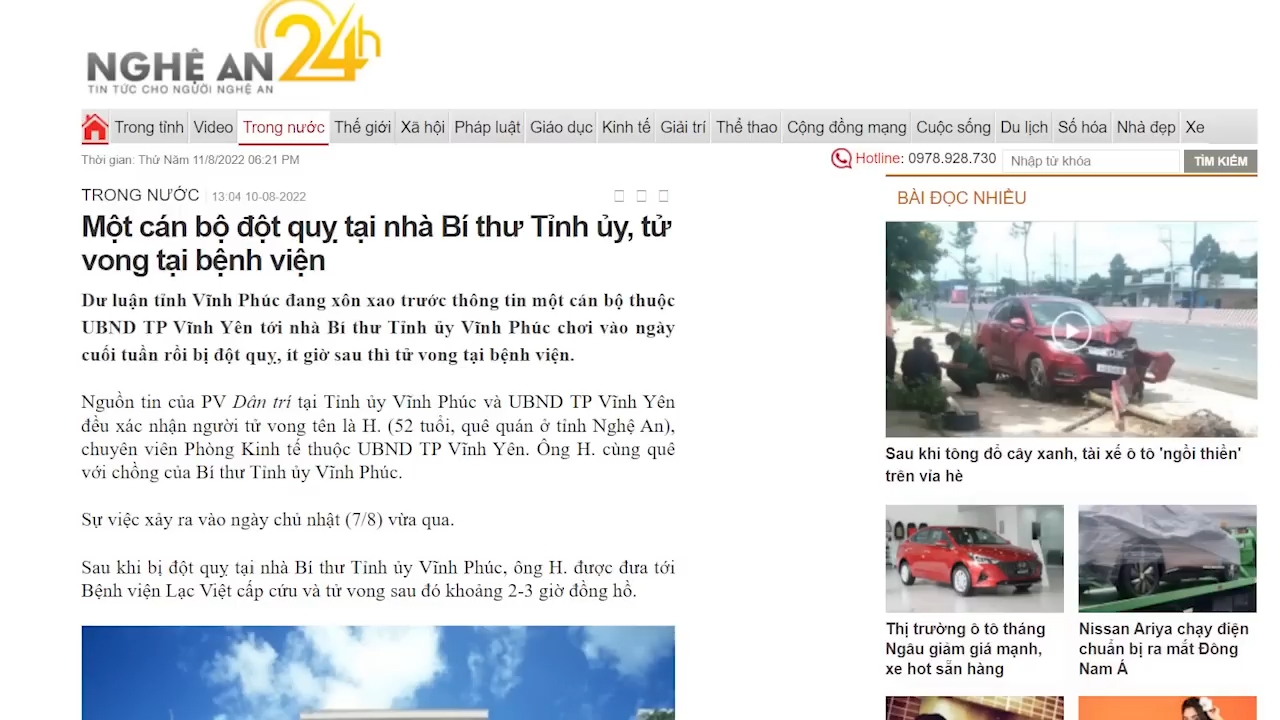 NGHỆ AN 24h
TIN TỨC CHO NGƯỜI NGHỆ AN
Trong tỉnh Video Trong nước Thế giới Xã hội Pháp luật Giáo dục Kinh tế Giải trí Thể thao Cộng đồng mạng Cuộc sống Du lịch Số hóa Nhà đẹp Xe
Thời gian: Thứ Năm 11/8/2022 06:21 PM
Hotline: 0978.928.730
Nhập từ khóa
TÌM KIẾM
TRONG NƯỚC 13:04 10-08-2022
Một cán bộ đột quỵ tại nhà Bí thư Tỉnh ủy, tử
vong tại bệnh viện
Dư luận tỉnh Vĩnh Phúc đang xôn xao trước thông tin một cán bộ thuộc
UBND TP Vĩnh Yên tới nhà Bí thư Tỉnh ủy Vĩnh Phúc chơi vào ngày
cuối tuần rồi bị đột quỵ, ít giờ sau thì tử vong tại bệnh viện.
Nguồn tin của PV Dân trí tại Tỉnh ủy Vĩnh Phúc và UBND TP Vĩnh Yên
đều xác nhận người tử vong tên là H. (52 tuổi, quê quán ở tỉnh Nghệ An),
chuyên viên Phòng Kinh tế thuộc UBND TP Vĩnh Yên. Ông H. cùng quê
với chồng của Bí thư Tỉnh ủy Vĩnh Phúc.
Sự việc xảy ra vào ngày chủ nhật (7/8) vừa qua.
Sau khi bị đột quỵ tại nhà Bí thư Tỉnh ủy Vĩnh Phúc, ông H. được đưa tới
Bệnh viện Lạc Việt cấp cứu và tử vong sau đó khoảng 2-3 giờ đồng hồ.
BÀI ĐỌC NHIỀU
Sau khi tông đổ cây xanh, tài xế ô tô 'ngồi thiền'
trên vỉa hè
Thị trường ô tô tháng
Ngâu giảm giá mạnh,
xe hot sẵn hàng
Nissan Ariya chạy điện
chuẩn bị ra mắt Đông
Nam Á